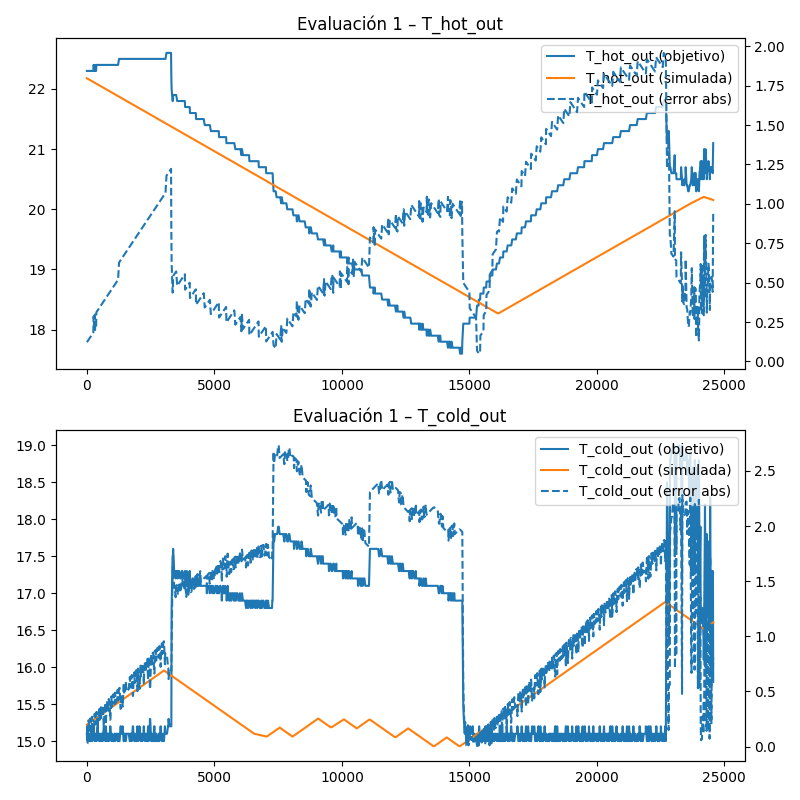 Evaluación 1 – T_hot_out
T_hot_out (objetivo)
T_hot_out (simulada)
T_hot_out (error abs)
22
21
20
19
18
2.00
1.75
1.50
1.25
1.00
0.75
0.50
0.25
0.00
0 5000 10000 15000 20000 25000
Evaluación 1 – T_cold_out
T_cold_out (objetivo)
T_cold_out (simulada)
T_cold_out (error abs)
19.0
18.5
18.0
17.5
17.0
16.5
16.0
15.5
15.0
2.5
2.0
1.5
1.0
0.5
0.0
0 5000 10000 15000 20000 25000